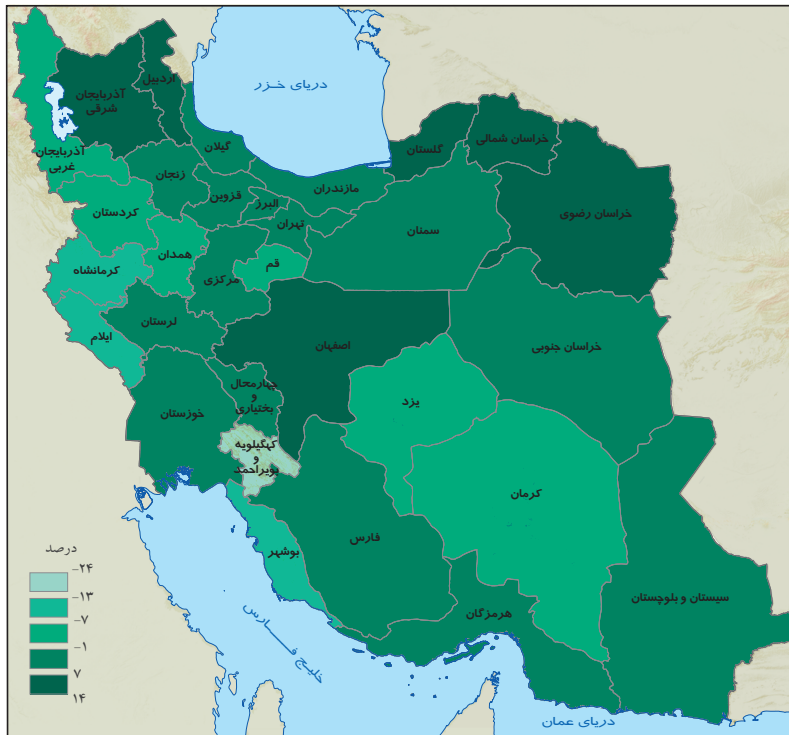 دریای خـزر
اردبیل
آذربایجان
شرقی
آذربایجان
غربی
گیلان
زنجان
قزوین
البرز
مازندران
تهران
گلستان
خراسان شمالی
خراسان رضوی
سمنان
کردستان
همدان
قم
مرکزی
کرمانشاه
ایلام
لرستان
اصفهان
خراسان جنوبی
یزد
چهارمحال
و
بختیاری
خوزستان
کهگیلویه
و
بویراحمد
کرمان
فارس
بوشهر
هرمزگان
سیستان و بلوچستان
خلیج فـــارس
دریای عمان
درصد
-۲۴
-۱۳
-۷
-۱
۷
۱۴